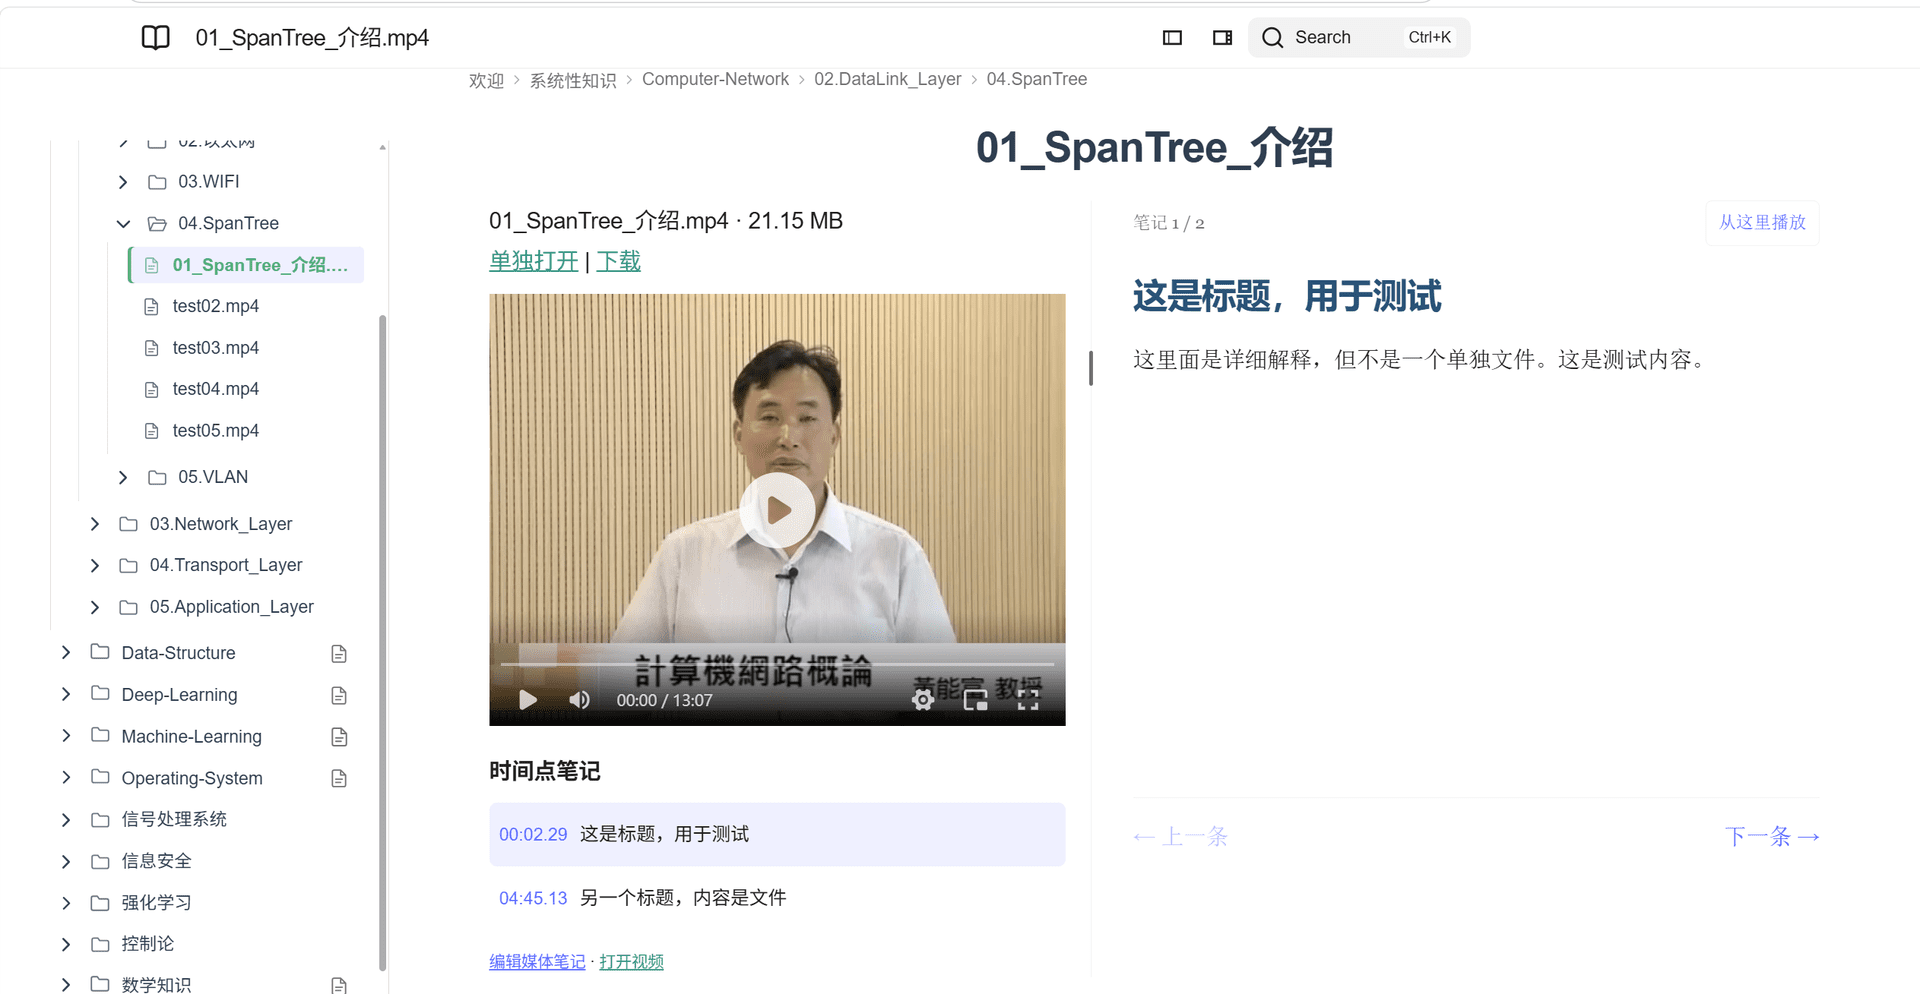 01_SpanTree_介绍.mp4
Search
Ctrl+K
欢迎 > 系统性知识 > Computer-Network > 02.DataLink_Layer > 04.SpanTree
02.以太网
03.WIFI
04.SpanTree
01_SpanTree_介绍....
test02.mp4
test03.mp4
test04.mp4
test05.mp4
05.VLAN
03.Network_Layer
04.Transport_Layer
05.Application_Layer
Data-Structure
Deep-Learning
Machine-Learning
Operating-System
信号处理系统
信息安全
强化学习
控制论
数学知识
01_SpanTree_介绍
01_SpanTree_介绍.mp4 · 21.15 MB
单独打开 | 下载
計算機網路概論
黃能富 教授
00:00 / 13:07
时间点笔记
00:02.29 这是标题，用于测试
04:45.13 另一个标题，内容是文件
编辑媒体笔记 · 打开视频
笔记 1 / 2
从这里播放
这是标题，用于测试
这里面是详细解释，但不是一个单独文件。这是测试内容。
← 上一条
下一条 →